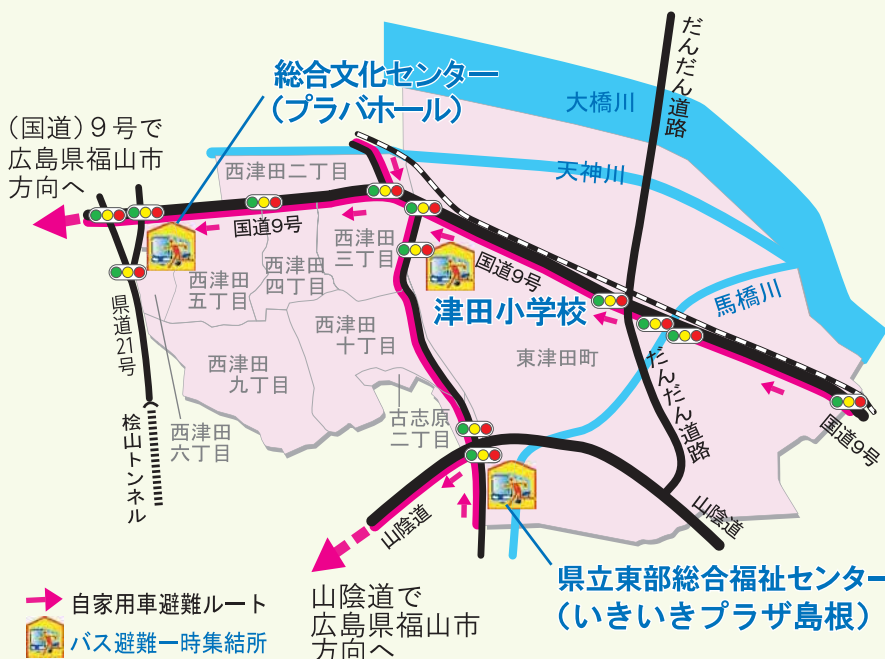 総合文化センター
（プラバホール）
だんだん道路
大橋川
天神川
（国道）９号で
広島県福山市
方向へ
西津田二丁目
国道9号
西津田
三丁目
西津田
四丁目
西津田
五丁目
国道9号
馬橋川
津田小学校
県道21号
西津田
十丁目
東津田町
西津田
九丁目
だんだん道路
古志原
二丁目
西津田
六丁目
国道9号
桧山トンネル
山陰道
山陰道
県立東部総合福祉センター
（いきいきプラザ島根）
山陰道で
広島県福山市
方向へ
自家用車避難ルート
バス避難一時集結所